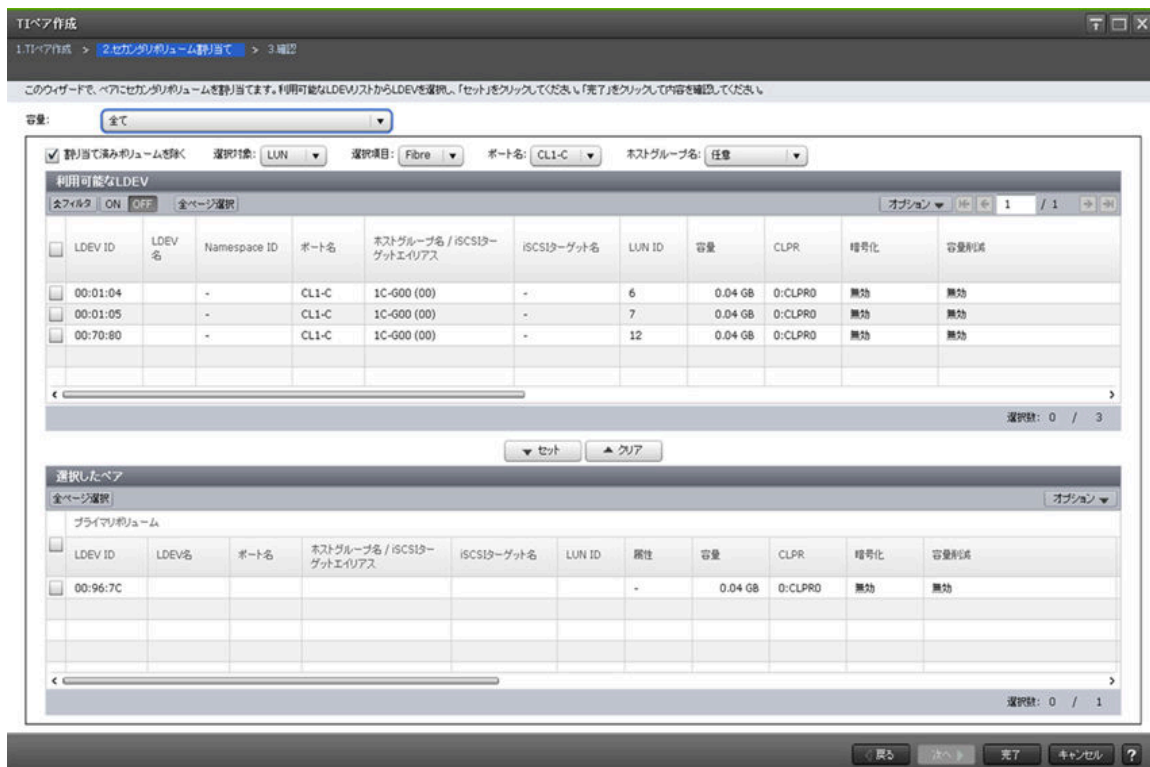 TIペア作成
1.TIペア作成 > 2.セカンダリボリューム割り当て > 3.確認
このウィザードで、ペアにセカンダリボリュームを割り当てます。利用可能なLDEVリストからLDEVを選択し、「セット」をクリックしてください。「完了」をクリックして内容を確認してください。
容量: 全て
割り当て済みボリュームを除く 選択対象: LUN 選択項目: Fibre ポート名: CL1-C ホストグループ名: 任意
利用可能なLDEV
フィルタ ON OFF 全ページ選択 オプション 1 / 1
LDEV ID LDEV名 Namespace ID ポート名 ホストグループ名 / iSCSIターゲットエイリアス iSCSIターゲット名 LUN ID 容量 CLPR 暗号化 容量削減
00:01:04 - CL1-C 1C-G00 (00) - 6 0.04 GB 0:CLPR0 無効 無効
00:01:05 - CL1-C 1C-G00 (00) - 7 0.04 GB 0:CLPR0 無効 無効
00:70:80 - CL1-C 1C-G00 (00) - 12 0.04 GB 0:CLPR0 無効 無効
選択数: 0 / 3
セット クリア
選択したペア
全ページ選択 オプション
プライマリボリューム
LDEV ID LDEV名 ポート名 ホストグループ名 / iSCSIターゲットエイリアス iSCSIターゲット名 LUN ID 属性 容量 CLPR 暗号化 容量削減
00:96:7C - 0.04 GB 0:CLPR0 無効 無効
選択数: 0 / 1
戻る 次へ 完了 キャンセル ?